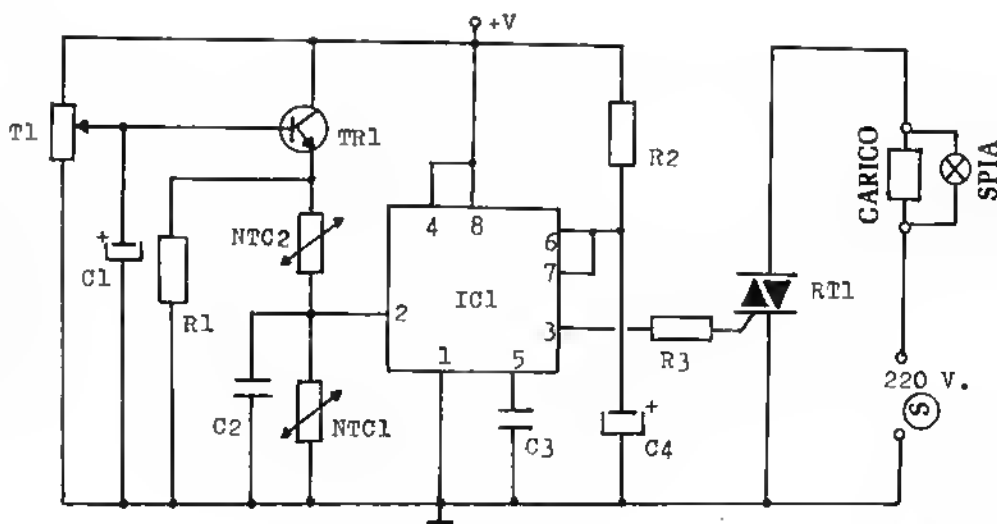 +V
T1
TR1
R2
CARICO
SPIA
+
C1
R1
NTC2
4
8
6
7
IC1
2
3
1
5
RT1
R3
220 V.
S
C2
NTC1
C3
+
C4